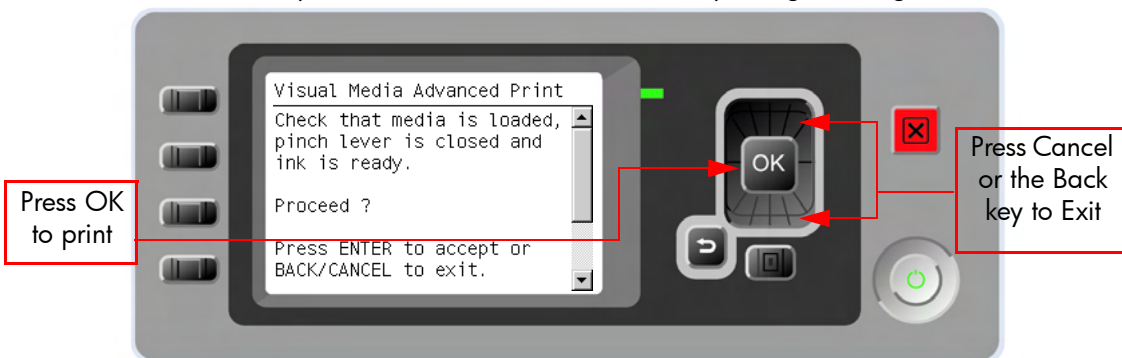 Visual Media Advanced Print
Check that media is loaded,
pinch lever is closed and
ink is ready.
Proceed ?
Press ENTER to accept or
BACK/CANCEL to exit.
OK
Press OK
to print
Press Cancel
or the Back
key to Exit